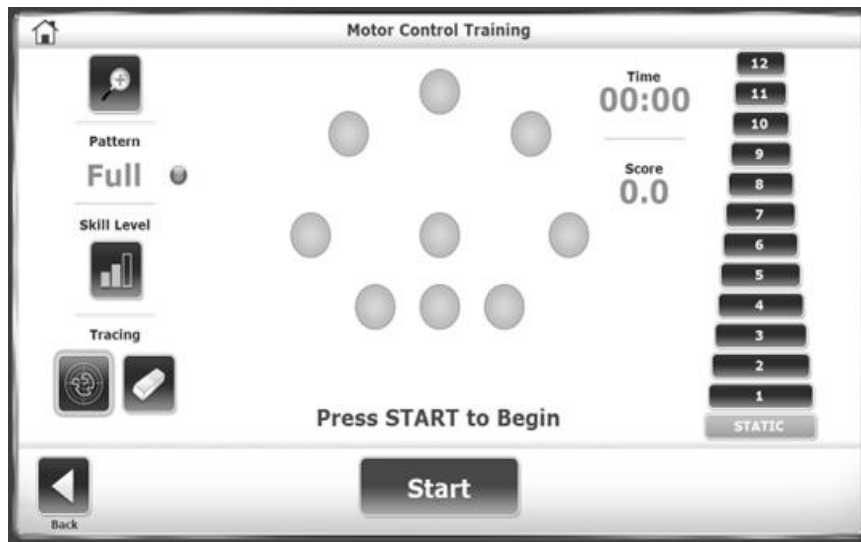 Motor Control Training
Pattern
Full
Skill Level
Tracing
Time
00:00
Score
0.0
12
11
10
9
8
7
6
5
4
3
2
1
STATIC
Press START to Begin
Back
Start